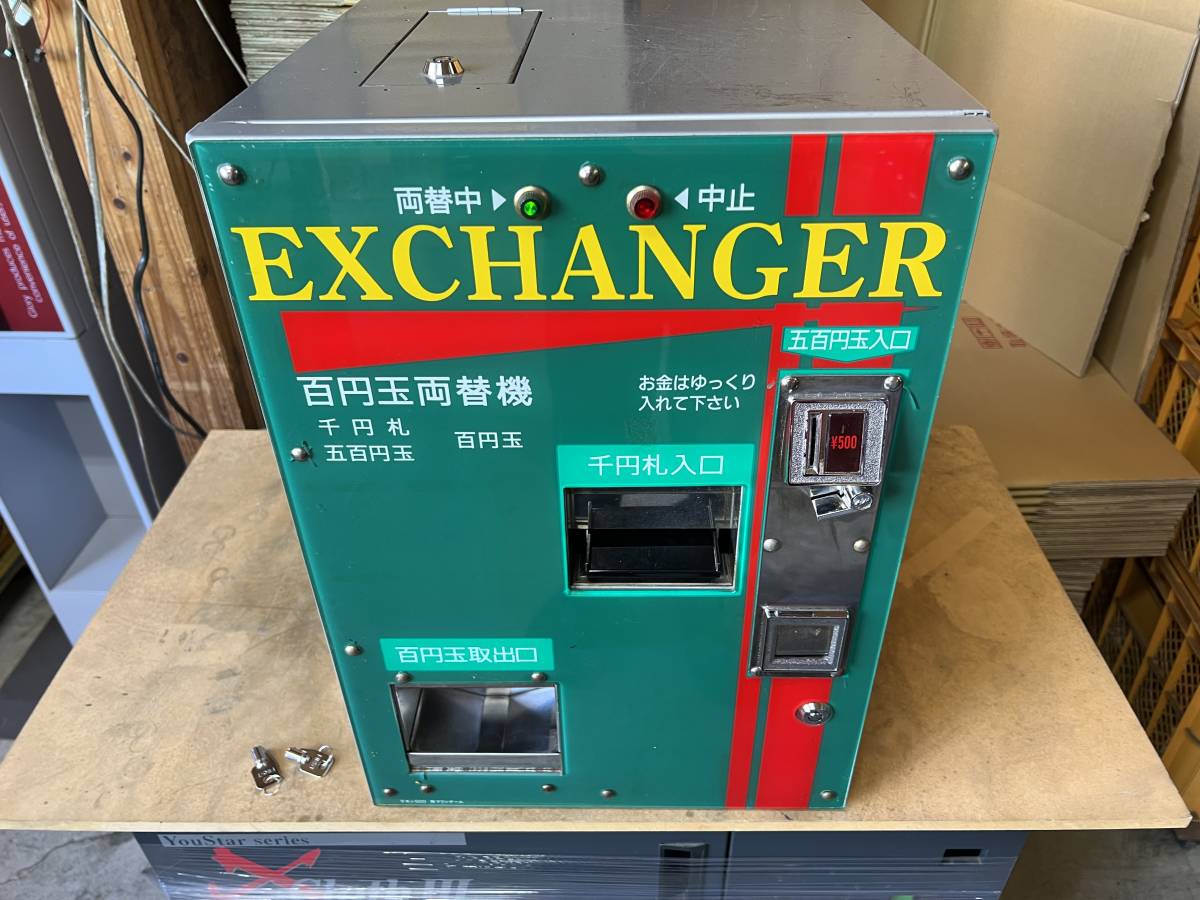 両替中▶ ◀中止
EXCHANGER
五百円玉入口
百円玉両替機
千円札
五百円玉 百円玉
お金はゆっくり
入れて下さい
¥500
千円札入口
百円玉取出口
YouStar series